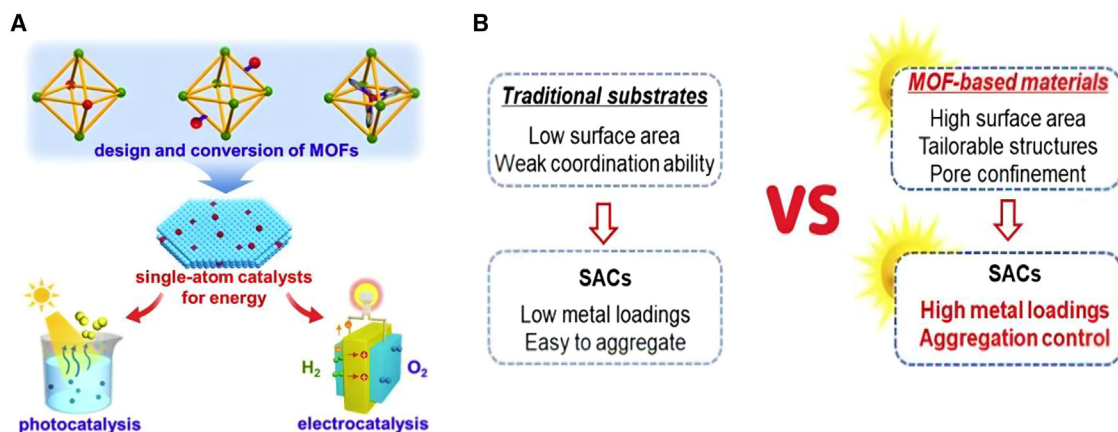 A
design and conversion of MOFs
single-atom catalysts
for energy
H2
O2
photocatalysis
electrocatalysis
B
Traditional substrates
Low surface area
Weak coordination ability
SACs
Low metal loadings
Easy to aggregate
VS
MOF-based materials
High surface area
Tailorable structures
Pore confinement
SACs
High metal loadings
Aggregation control